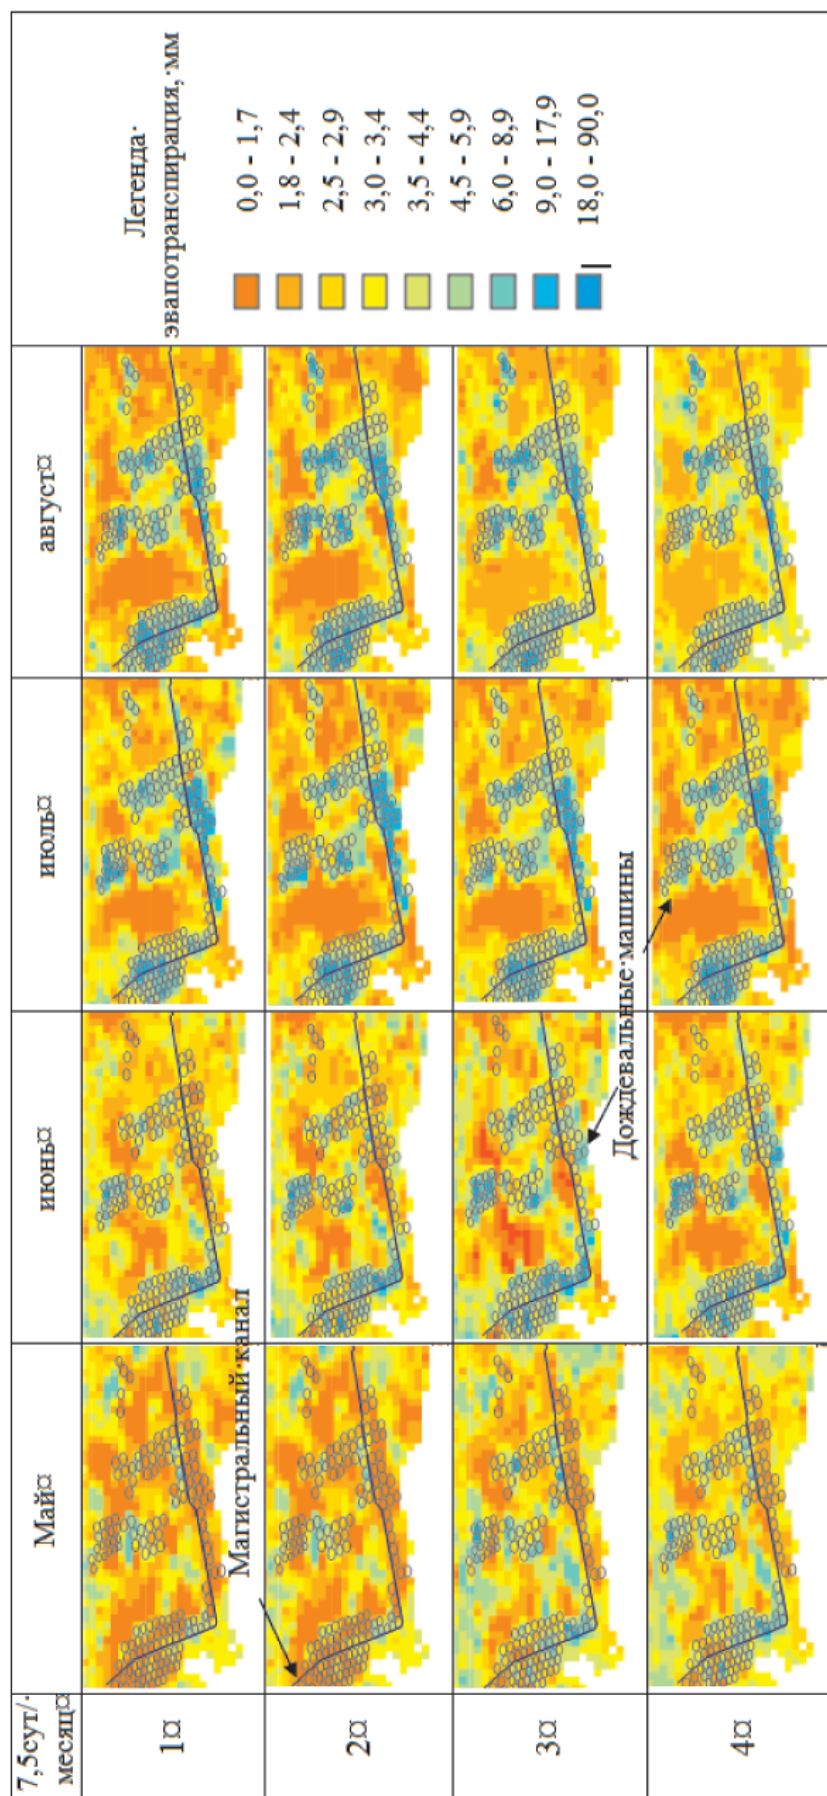 7,5сут/·
месяц¤
Май¤
июнь¤
июль¤
август¤
1¤
2¤
3¤
4¤
Магистральный·канал
Дождевальные·машины
Легенда·
эвапотранспирация,·мм
0,0 - 1,7
1,8 - 2,4
2,5 - 2,9
3,0 - 3,4
3,5 - 4,4
4,5 - 5,9
6,0 - 8,9
9,0 - 17,9
18,0 - 90,0